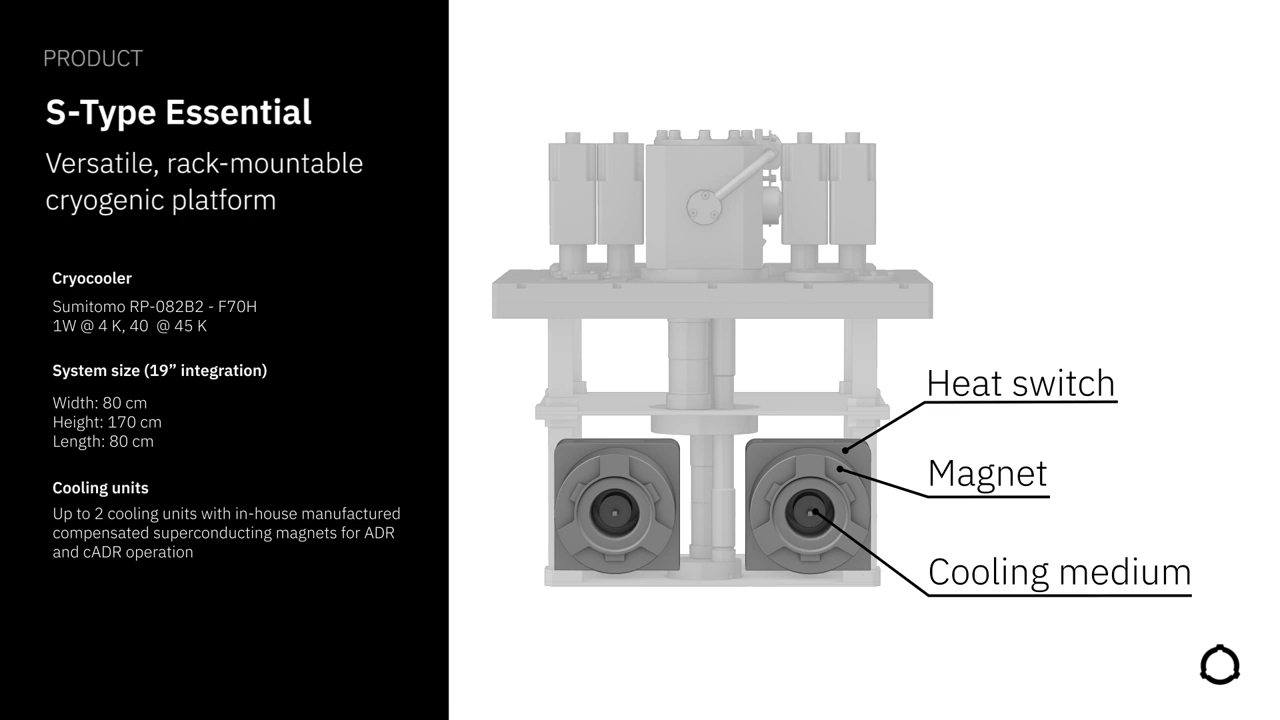 PRODUCT
S-Type Essential
Versatile, rack-mountable
cryogenic platform
Cryocooler
Sumitomo RP-082B2 - F70H
1W @ 4 K, 40  @ 45 K
System size (19” integration)
Width: 80 cm
Height: 170 cm
Length: 80 cm
Cooling units
Up to 2 cooling units with in-house manufactured
compensated superconducting magnets for ADR
and cADR operation
Heat switch
Magnet
Cooling medium